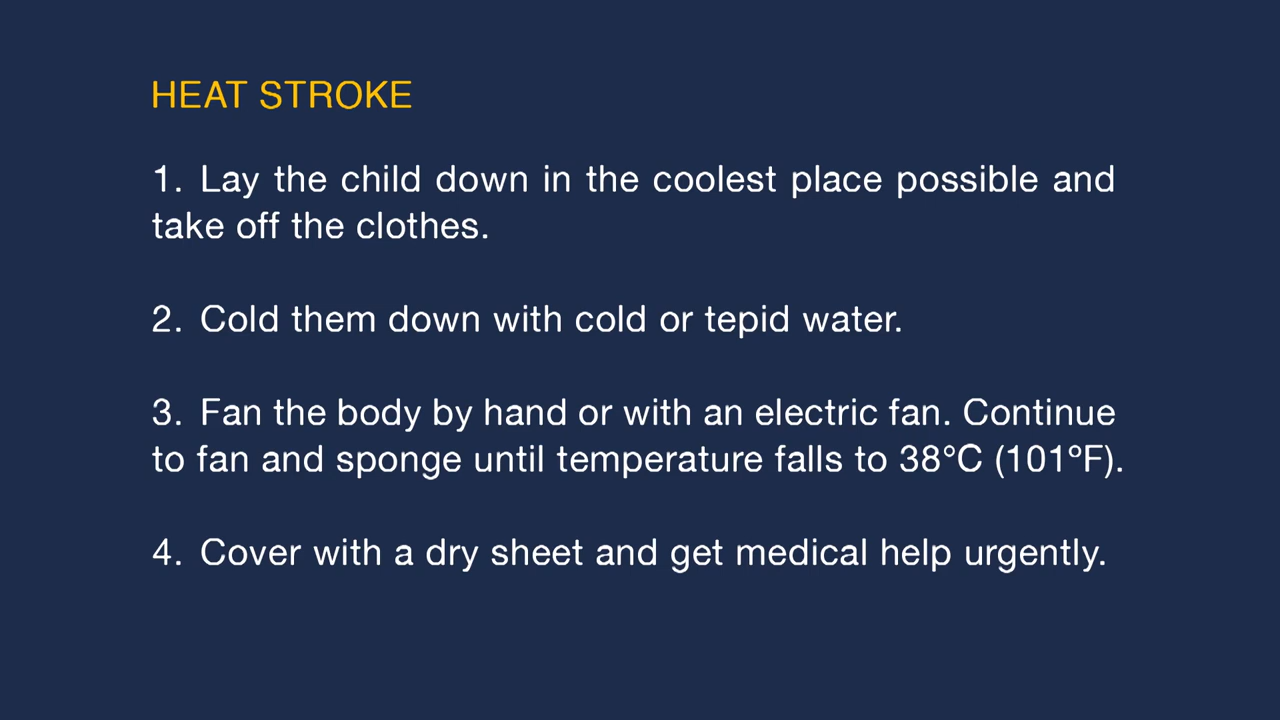 HEAT STROKE
1. Lay the child down in the coolest place possible and
take off the clothes.
2. Cold them down with cold or tepid water.
3. Fan the body by hand or with an electric fan. Continue
to fan and sponge until temperature falls to 38°C (101ºF).
4. Cover with a dry sheet and get medical help urgently.